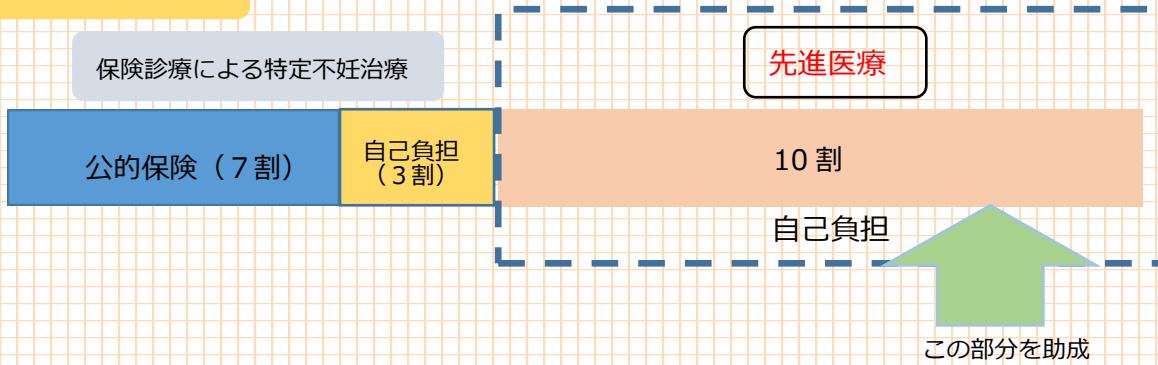 保険診療による特定不妊治療
先進医療
公的保険（７割）
自己負担
（３割）
10 割
自己負担
この部分を助成